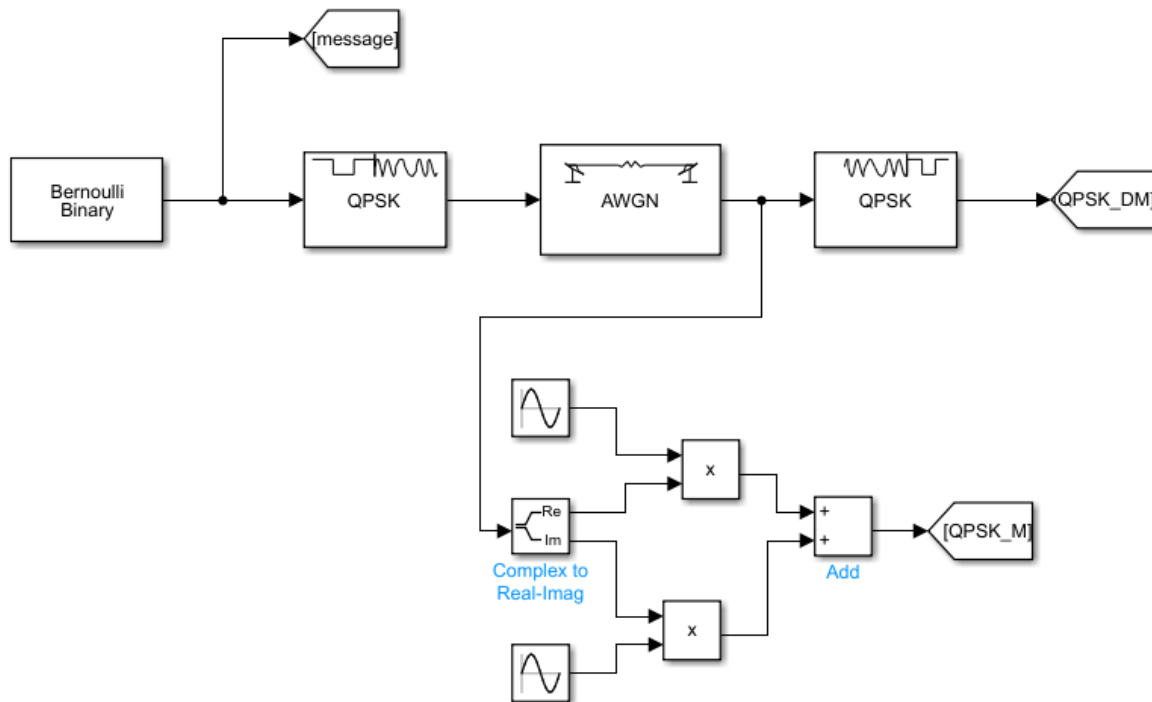 [message]
Bernoulli
Binary
QPSK
AWGN
QPSK
QPSK_DM]
x
Re
Im
Complex to
Real-Imag
+
+
Add
[QPSK_M]
x